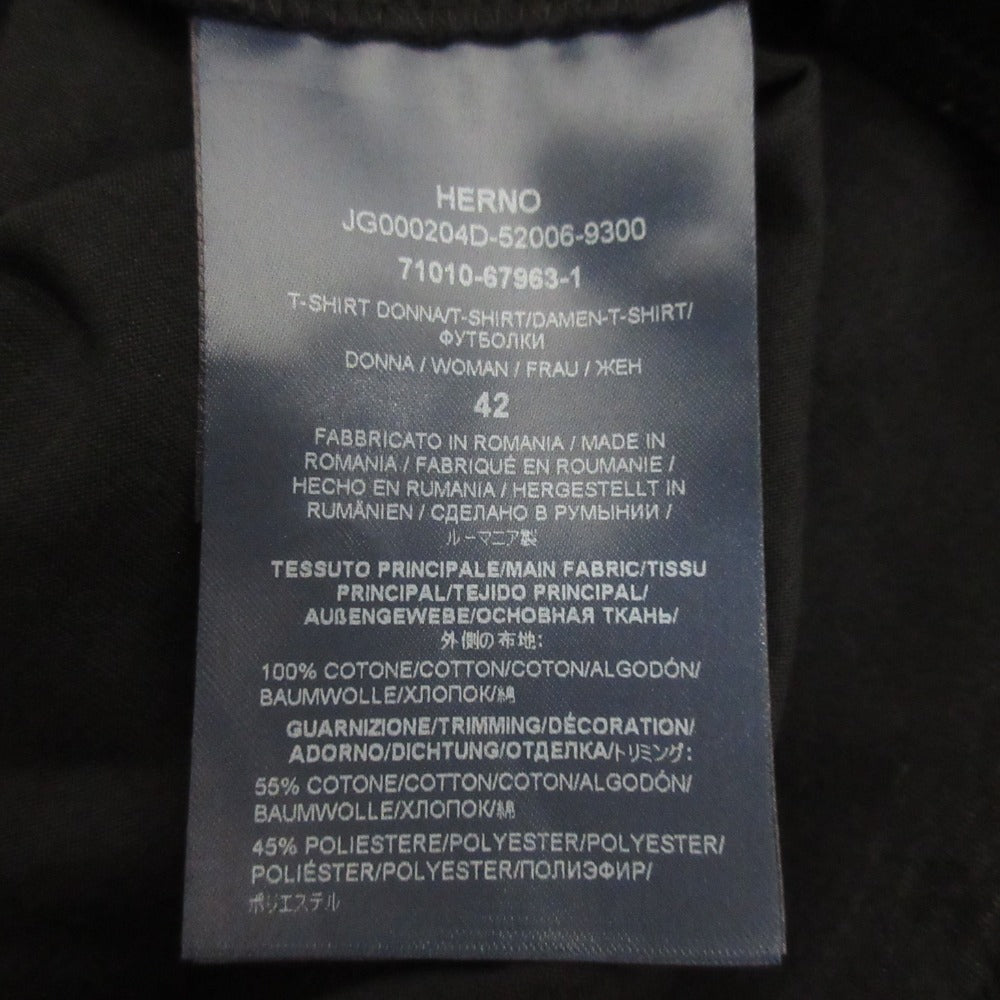 HERNO
JG000204D-52006-9300
71010-67963-1
T-SHIRT DONNA/T-SHIRT/DAMEN-T-SHIRT/
ФУТБОЛКИ
DONNA / WOMAN / FRAU / ЖЕН
42
FABBRICATO IN ROMANIA / MADE IN
ROMANIA / FABRIQUÉ EN ROUMANIE /
HECHO EN RUMANIA / HERGESTELLT IN
RUMÄNIEN / СДЕЛАНО В РУМЫНИИ /
ルーマニア製
TESSUTO PRINCIPALE/MAIN FABRIC/TISSU
PRINCIPAL/TEJIDO PRINCIPAL/
AUßENGEWEBE/ОСНОВНАЯ ТКАНЬ/
外側の布地:
100% COTONE/COTTON/COTON/ALGODÓN/
BAUMWOLLE/ХЛОПОК/綿
GUARNIZIONE/TRIMMING/DÉCORATION/
ADORNO/DICHTUNG/ОТДЕЛКА/トリミング:
55% COTONE/COTTON/COTON/ALGODÓN/
BAUMWOLLE/ХЛОПОК/綿
45% POLIESTERE/POLYESTER/POLYESTER/
POLIÉSTER/POLYESTER/ПОЛИЭФИР/
ポリエステル